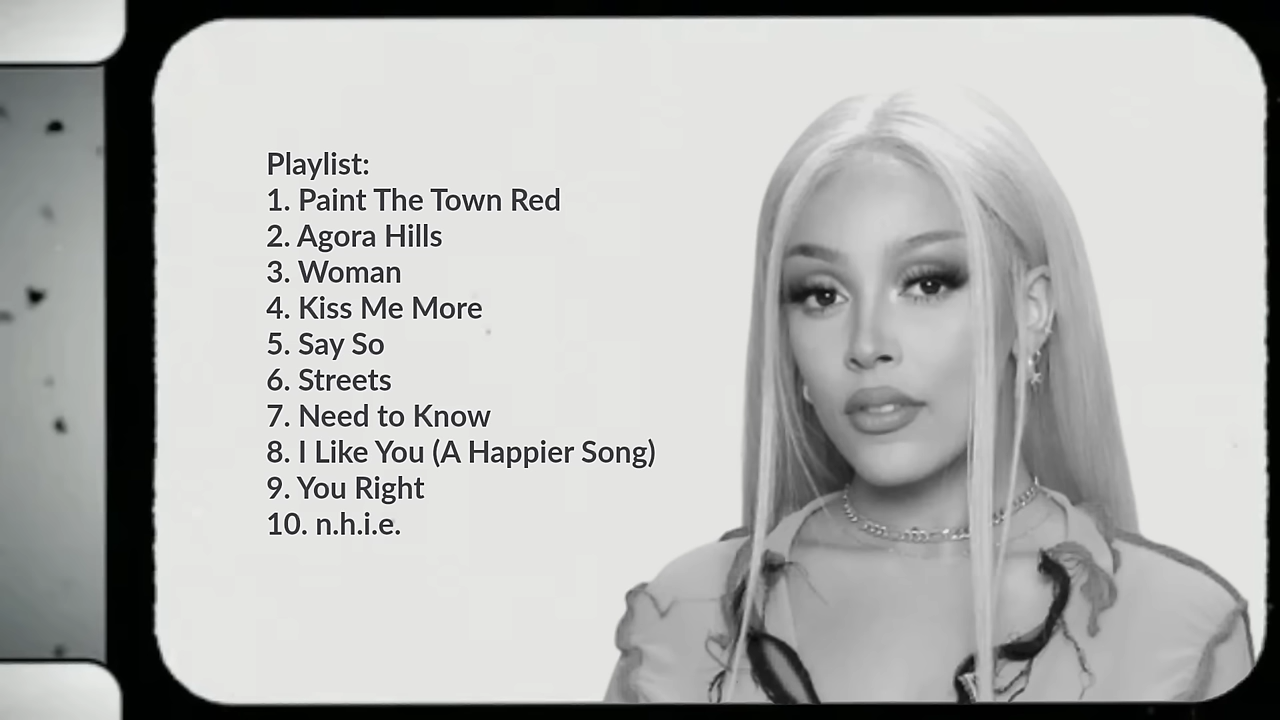 Playlist:
1. Paint The Town Red
2. Agora Hills
3. Woman
4. Kiss Me More
5. Say So
6. Streets
7. Need to Know
8. I Like You (A Happier Song)
9. You Right
10. n.h.i.e.